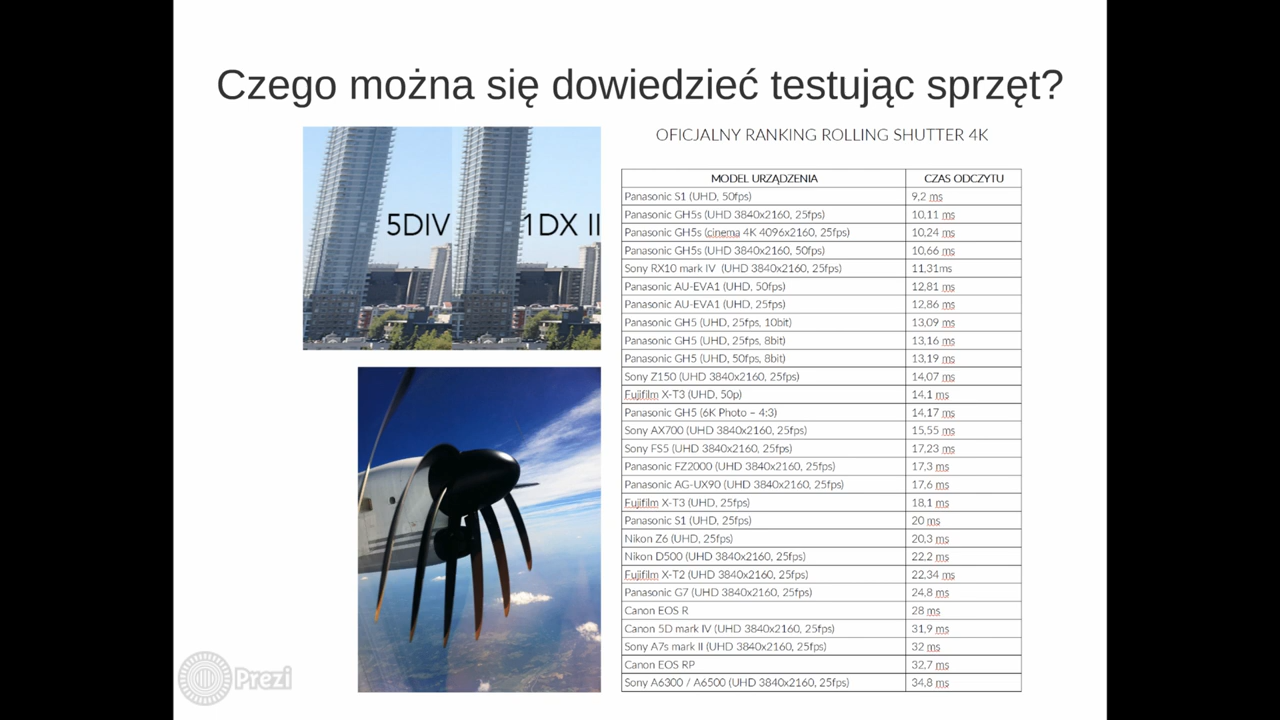 Czego można się dowiedzieć testując sprzęt?
5DIV
1DX II
OFICJALNY RANKING ROLLING SHUTTER 4K
MODEL URZĄDZENIA CZAS ODCZYTU
Panasonic S1 (UHD, 50fps) 9,2 ms
Panasonic GH5s (UHD 3840x2160, 25fps) 10,11 ms
Panasonic GH5s (cinema 4K 4096x2160, 25fps) 10,24 ms
Panasonic GH5s (UHD 3840x2160, 50fps) 10,66 ms
Sony RX10 mark IV (UHD 3840x2160, 25fps) 11,31ms
Panasonic AU-EVA1 (UHD, 50fps) 12,81 ms
Panasonic AU-EVA1 (UHD, 25fps) 12,86 ms
Panasonic GH5 (UHD, 25fps, 10bit) 13,09 ms
Panasonic GH5 (UHD, 25fps, 8bit) 13,16 ms
Panasonic GH5 (UHD, 50fps, 8bit) 13,19 ms
Sony Z150 (UHD 3840x2160, 25fps) 14,07 ms
Fujifilm X-T3 (UHD, 50p) 14,1 ms
Panasonic GH5 (6K Photo – 4:3) 14,17 ms
Sony AX700 (UHD 3840x2160, 25fps) 15,55 ms
Sony FS5 (UHD 3840x2160, 25fps) 17,23 ms
Panasonic FZ2000 (UHD 3840x2160, 25fps) 17,3 ms
Panasonic AG-UX90 (UHD 3840x2160, 25fps) 17,6 ms
Fujifilm X-T3 (UHD, 25fps) 18,1 ms
Panasonic S1 (UHD, 25fps) 20 ms
Nikon Z6 (UHD, 25fps) 20,3 ms
Nikon D500 (UHD 3840x2160, 25fps) 22,2 ms
Fujifilm X-T2 (UHD 3840x2160, 25fps) 22,34 ms
Panasonic G7 (UHD 3840x2160, 25fps) 24,8 ms
Canon EOS R 28 ms
Canon 5D mark IV (UHD 3840x2160, 25fps) 31,9 ms
Sony A7s mark II (UHD 3840x2160, 25fps) 32 ms
Canon EOS RP 32,7 ms
Sony A6300 / A6500 (UHD 3840x2160, 25fps) 34,8 ms
Prezi